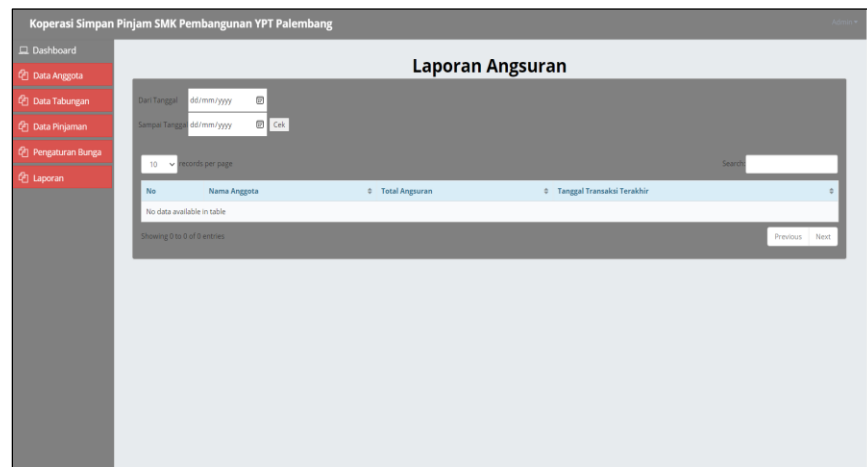 Koperasi Simpan Pinjam SMK Pembangunan YPT Palembang
Admin
Dashboard
Data Anggota
Data Tabungan
Data Pinjaman
Pengaturan Bunga
Laporan
Laporan Angsuran
Dari Tanggal dd/mm/yyyy
Sampai Tanggal dd/mm/yyyy Cek
10 records per page Search:
No Nama Anggota Total Angsuran Tanggal Transaksi Terakhir
No data available in table
Showing 0 to 0 of 0 entries
Previous Next